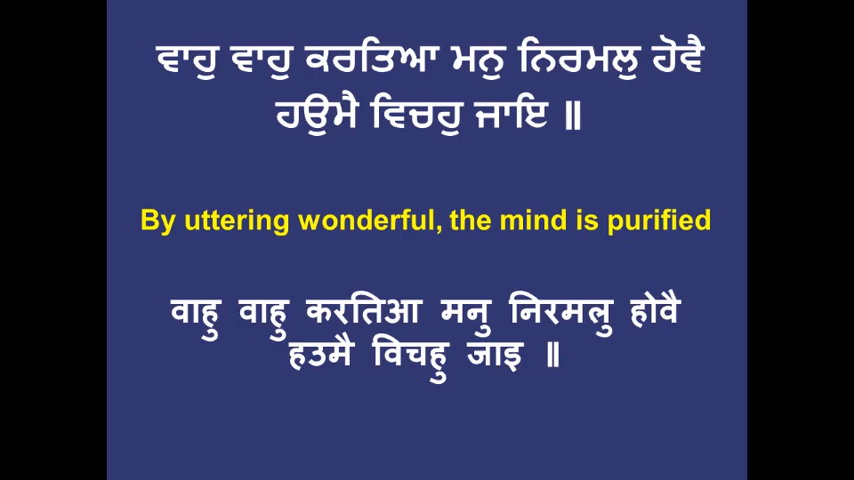 ਵਾਹੁ ਵਾਹੁ ਕਰਤਿਆ ਮਨੁ ਨਿਰਮਲੁ ਹੋਵੈ
ਹਉਮੈ ਵਿਚਹੁ ਜਾਇ ॥
By uttering wonderful, the mind is purified
वाहु वाहु करतिआ मनु निरमलु होवै
हउमै विचहु जाइ ॥